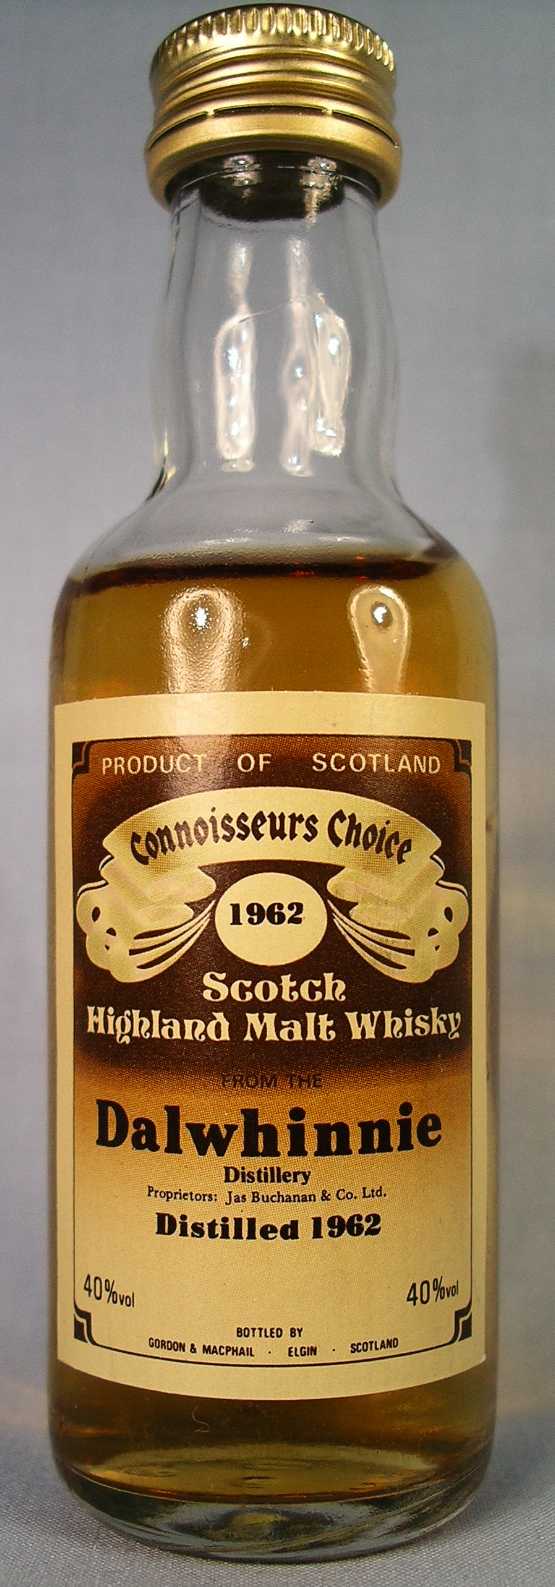 PRODUCT OF SCOTLAND
Connoisseurs Choice
1962
Scotch
Highland Malt Whisky
FROM THE
Dalwhinnie
Distillery
Proprietors: Jas Buchanan & Co. Ltd.
Distilled 1962
40%vol 40%vol
BOTTLED BY
GORDON & MACPHAIL · ELGIN · SCOTLAND